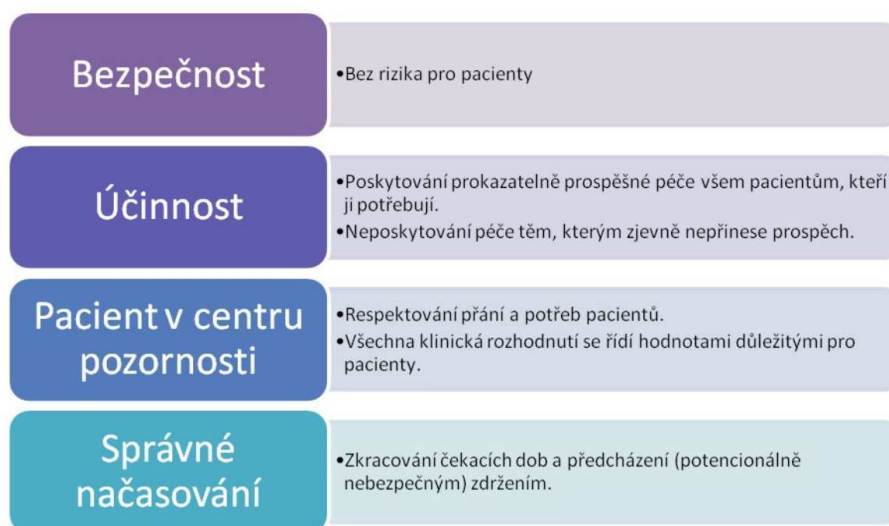 Bezpečnost
•Bez rizika pro pacienty
Účinnost
•Poskytování prokazatelně prospěšné péče všem pacientům, kteří
ji potřebují.
•Neposkytování péče těm, kterým zjevně nepřinese prospěch.
Pacient v centru
pozornosti
•Respektování přání a potřeb pacientů.
•Všechna klinická rozhodnutí se řídí hodnotami důležitými pro
pacienty.
Správné
načasování
•Zkracování čekacích dob a předcházení (potencionálně
nebezpečným) zdržením.